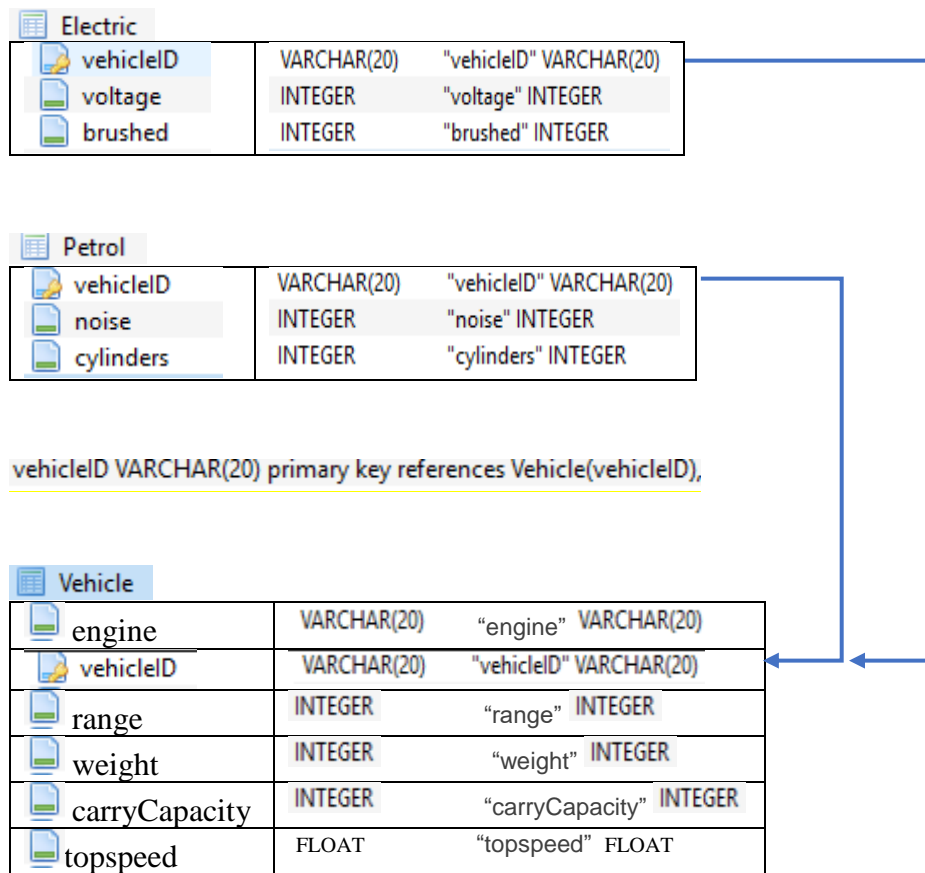 Electric
vehicleID VARCHAR(20) "vehicleID" VARCHAR(20)
voltage INTEGER "voltage" INTEGER
brushed INTEGER "brushed" INTEGER
Petrol
vehicleID VARCHAR(20) "vehicleID" VARCHAR(20)
noise INTEGER "noise" INTEGER
cylinders INTEGER "cylinders" INTEGER
vehicleID VARCHAR(20) primary key references Vehicle(vehicleID),
Vehicle
engine VARCHAR(20) “engine” VARCHAR(20)
vehicleID VARCHAR(20) "vehicleID" VARCHAR(20)
range INTEGER “range” INTEGER
weight INTEGER “weight” INTEGER
carryCapacity INTEGER “carryCapacity” INTEGER
topspeed FLOAT “topspeed” FLOAT